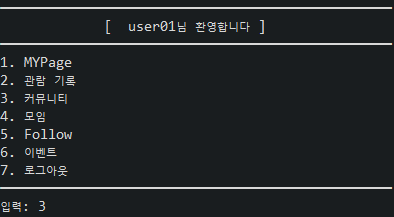 [ user01님 환영합니다 ]
1. MYPage
2. 관람 기록
3. 커뮤니티
4. 모임
5. Follow
6. 이벤트
7. 로그아웃
입력: 3